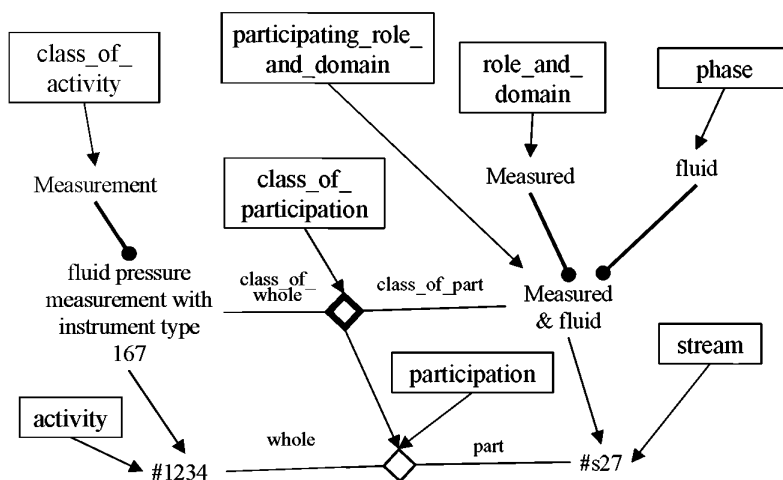 class_of_
activity
participating_role_
and_domain
role_and_
domain
phase
Measurement
class_of_
participation
Measured
fluid
fluid pressure
measurement with
instrument type
167
class_of_
whole
class_of_part
Measured
& fluid
stream
participation
activity
#1234
whole
part
#s27